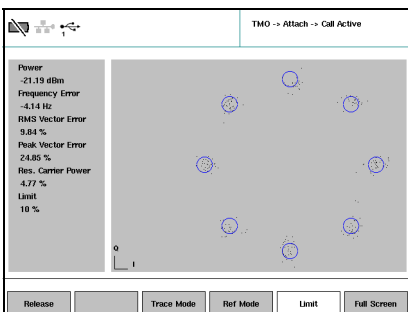 1
TMO -> Attach -> Call Active
Power
-21.19 dBm
Frequency Error
-4.14 Hz
RMS Vector Error
9.84 %
Peak Vector Error
24.85 %
Res. Carrier Power
4.77 %
Limit
10 %
Q
I
Release
Trace Mode
Ref Mode
Limit
Full Screen